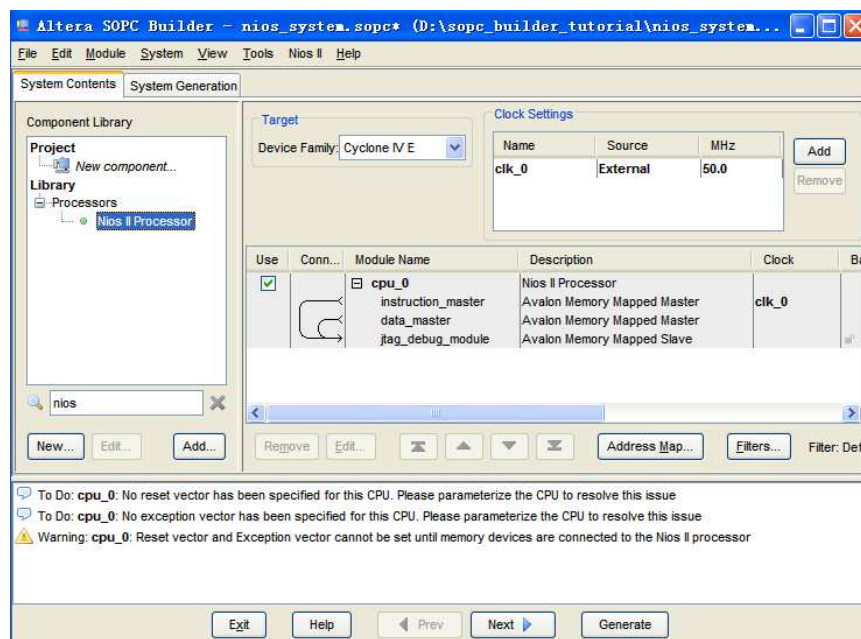 Altera SOPC Builder - nios_system.sopc* (D:\sopc_builder_tutorial\nios_system...
File Edit Module System View Tools Nios II Help
System Contents System Generation
Component Library
Project
New component...
Library
Processors
Nios II Processor
nios
New... Edit... Add...
Target
Device Family: Cyclone IV E
Clock Settings
Name Source MHz
clk_0 External 50.0
Add
Remove
Use Conn... Module Name Description Clock Ba
cpu_0 Nios II Processor
instruction_master Avalon Memory Mapped Master clk_0
data_master Avalon Memory Mapped Master
jtag_debug_module Avalon Memory Mapped Slave
Remove Edit... Address Map... Filters... Filter: Def
To Do: cpu_0: No reset vector has been specified for this CPU. Please parameterize the CPU to resolve this issue
To Do: cpu_0: No exception vector has been specified for this CPU. Please parameterize the CPU to resolve this issue
Warning: cpu_0: Reset vector and Exception vector cannot be set until memory devices are connected to the Nios II processor
Exit Help Prev Next Generate